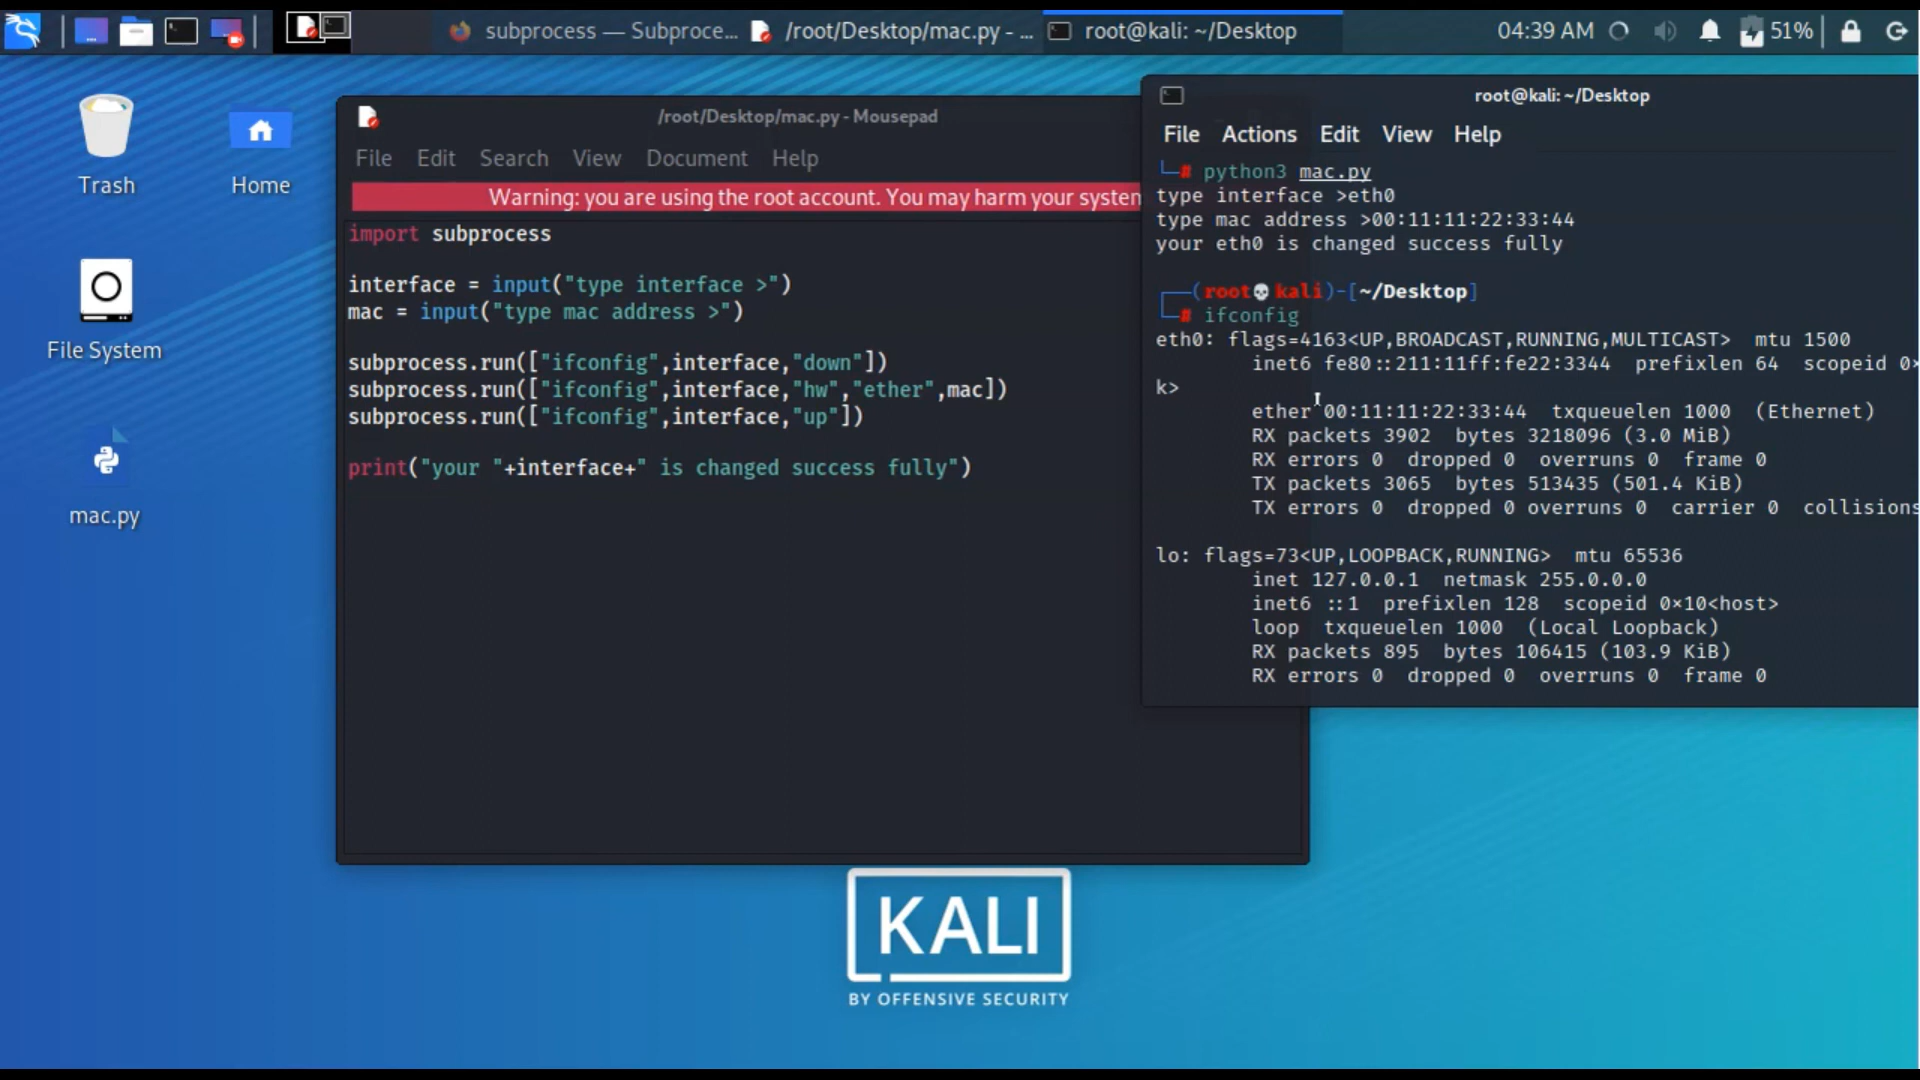 subprocess — Subproce...
/root/Desktop/mac.py - ...
root@kali: ~/Desktop
04:39 AM
51%
Trash
Home
File System
mac.py
/root/Desktop/mac.py - Mousepad
File Edit Search View Document Help
Warning: you are using the root account. You may harm your system
import subprocess
interface = input("type interface >")
mac = input("type mac address >")
subprocess.run(["ifconfig",interface,"down"])
subprocess.run(["ifconfig",interface,"hw","ether",mac])
subprocess.run(["ifconfig",interface,"up"])
print("your "+interface+" is changed success fully")
root@kali: ~/Desktop
File Actions Edit View Help
└─# python3 mac.py
type interface >eth0
type mac address >00:11:11:22:33:44
your eth0 is changed success fully
┌──(root💀kali)-[~/Desktop]
└─# ifconfig
eth0: flags=4163<UP,BROADCAST,RUNNING,MULTICAST> mtu 1500
inet6 fe80::211:11ff:fe22:3344 prefixlen 64 scopeid 0×
k>
ether 00:11:11:22:33:44 txqueuelen 1000 (Ethernet)
RX packets 3902 bytes 3218096 (3.0 MiB)
RX errors 0 dropped 0 overruns 0 frame 0
TX packets 3065 bytes 513435 (501.4 KiB)
TX errors 0 dropped 0 overruns 0 carrier 0 collisions
lo: flags=73<UP,LOOPBACK,RUNNING> mtu 65536
inet 127.0.0.1 netmask 255.0.0.0
inet6 ::1 prefixlen 128 scopeid 0×10<host>
loop txqueuelen 1000 (Local Loopback)
RX packets 895 bytes 106415 (103.9 KiB)
RX errors 0 dropped 0 overruns 0 frame 0
KALI
BY OFFENSIVE SECURITY